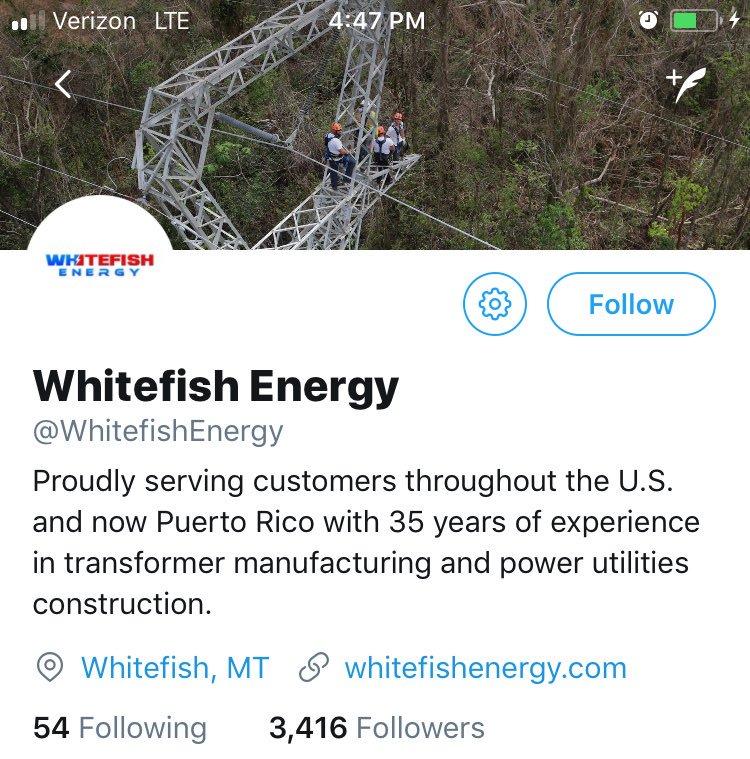 Verizon LTE 4:47 PM
WHITEFISH
ENERGY
Follow
Whitefish Energy
@WhitefishEnergy
Proudly serving customers throughout the U.S.
and now Puerto Rico with 35 years of experience
in transformer manufacturing and power utilities
construction.
Whitefish, MT whitefishenergy.com
54 Following 3,416 Followers